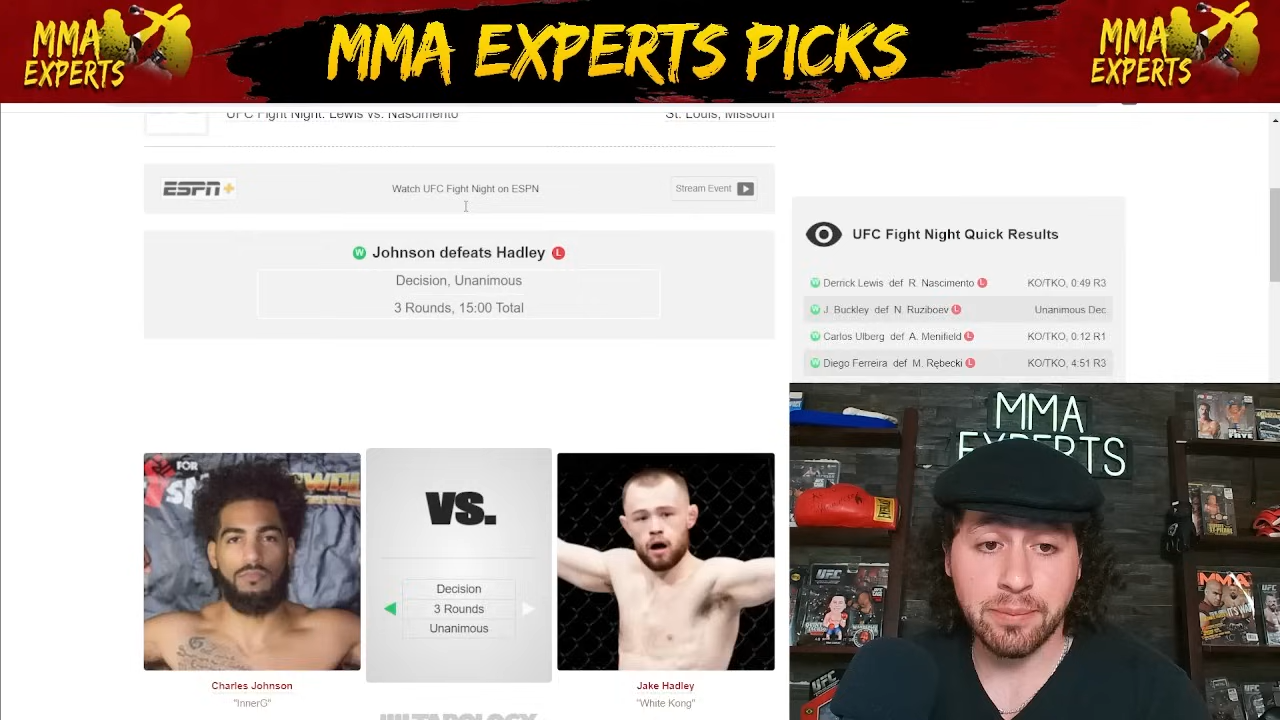 MMA
EXPERTS
MMA EXPERTS PICKS
MMA
EXPERTS
UFC Fight Night: Lewis vs. Nascimento
St. Louis, Missouri
ESPN+
Watch UFC Fight Night on ESPN
Stream Event
W Johnson defeats Hadley L
Decision, Unanimous
3 Rounds, 15:00 Total
UFC Fight Night Quick Results
W Derrick Lewis def R. Nascimento L KO/TKO, 0:49 R3
W J. Buckley def N. Ruziboev L Unanimous Dec
W Carlos Ulberg def A. Menifield L KO/TKO, 0:12 R1
W Diego Ferreira def M. Rębecki L KO/TKO, 4:51 R3
FOR
VS.
Decision
3 Rounds
Unanimous
Charles Johnson
"InnerG"
Jake Hadley
"White Kong"
MMA
EXPERTS
UFC
MMA
UFC